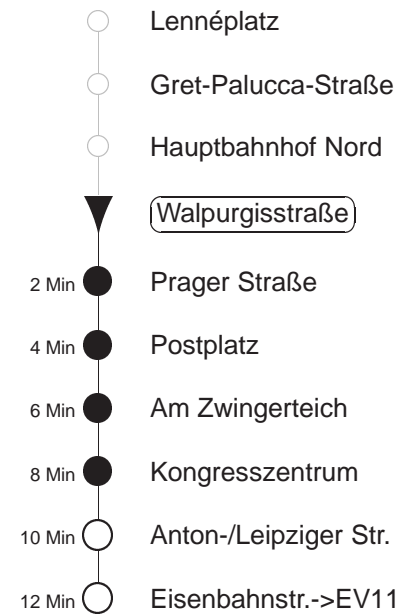 Lennéplatz
Gret-Palucca-Straße
Hauptbahnhof Nord
Walpurgisstraße
2 Min Prager Straße
4 Min Postplatz
6 Min Am Zwingerteich
8 Min Kongresszentrum
10 Min Anton-/Leipziger Str.
12 Min Eisenbahnstr.->EV11